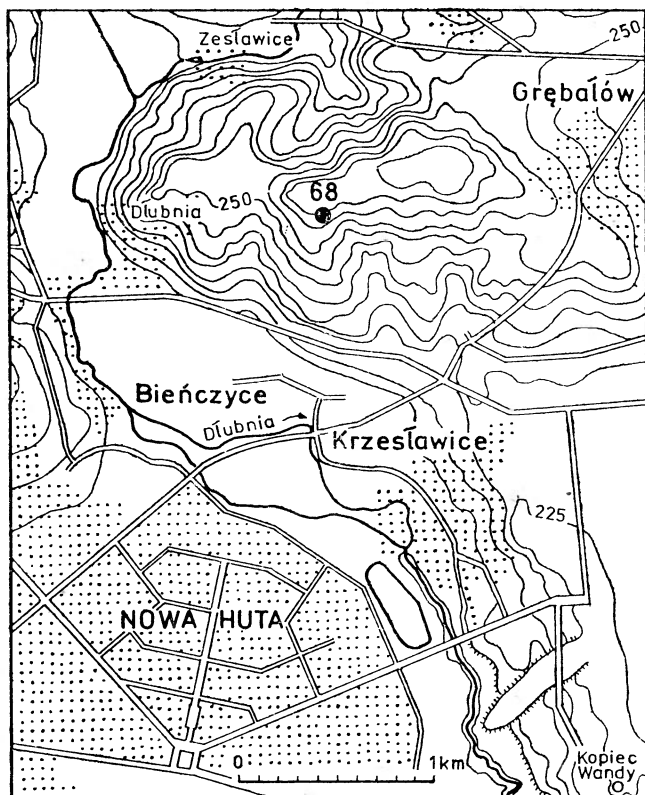 Zesławice
250
Grębałów
68
Dłubnia
250
Bieńczyce
Dłubnia
Krzesławice
225
NOWA HUTA
0 1km
Kopiec
Wandy